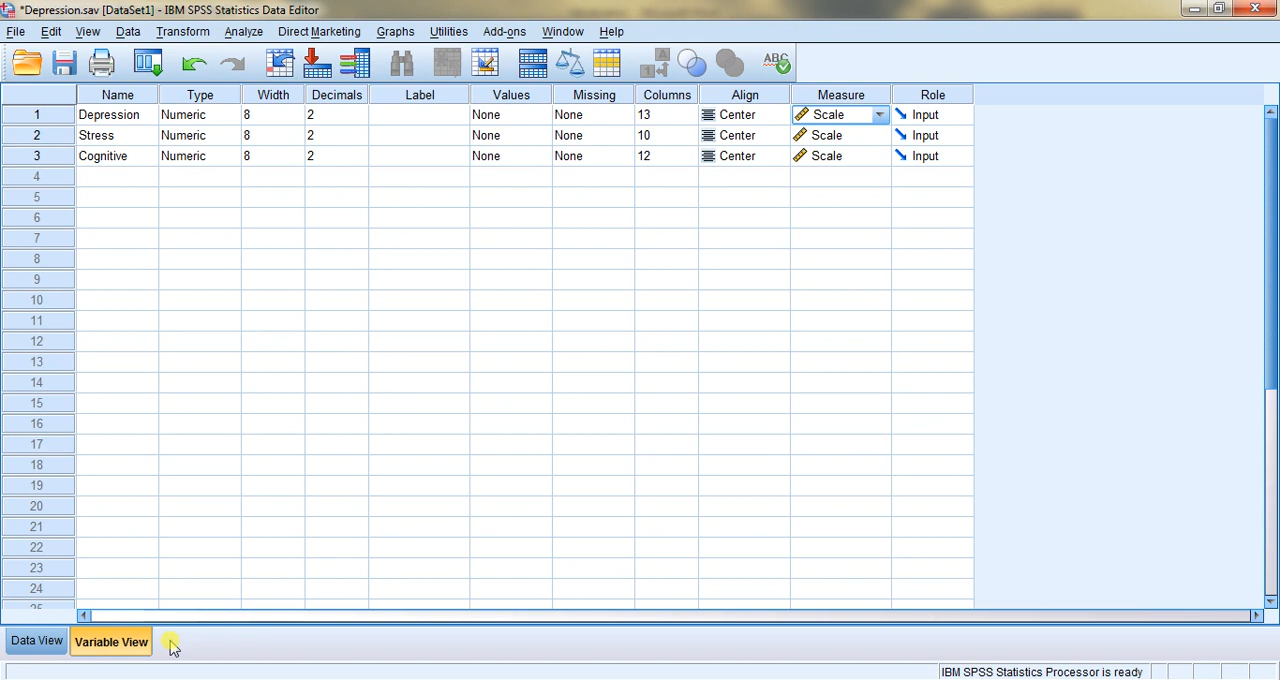 *Depression.sav [DataSet1] - IBM SPSS Statistics Data Editor
File Edit View Data Transform Analyze Direct Marketing Graphs Utilities Add-ons Window Help
Name Type Width Decimals Label Values Missing Columns Align Measure Role
1 Depression Numeric 8 2 None None 13 Center Scale Input
2 Stress Numeric 8 2 None None 10 Center Scale Input
3 Cognitive Numeric 8 2 None None 12 Center Scale Input
4
5
6
7
8
9
10
11
12
13
14
15
16
17
18
19
20
21
22
23
24
25
Data View Variable View
IBM SPSS Statistics Processor is ready